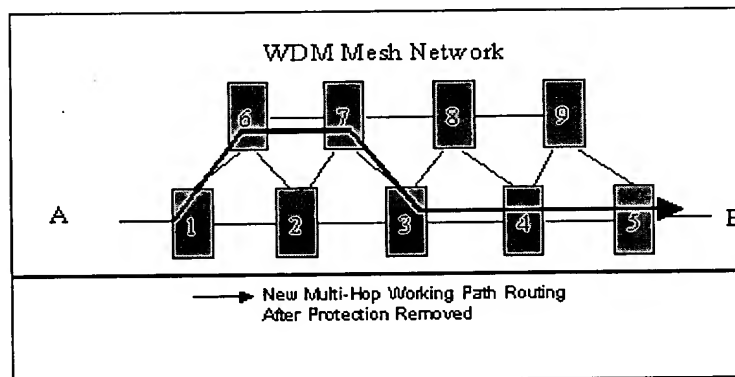 WDM Mesh Network
6 7 8 9
A 1 2 3 4 5 B
New Multi-Hop Working Path Routing
After Protection Removed